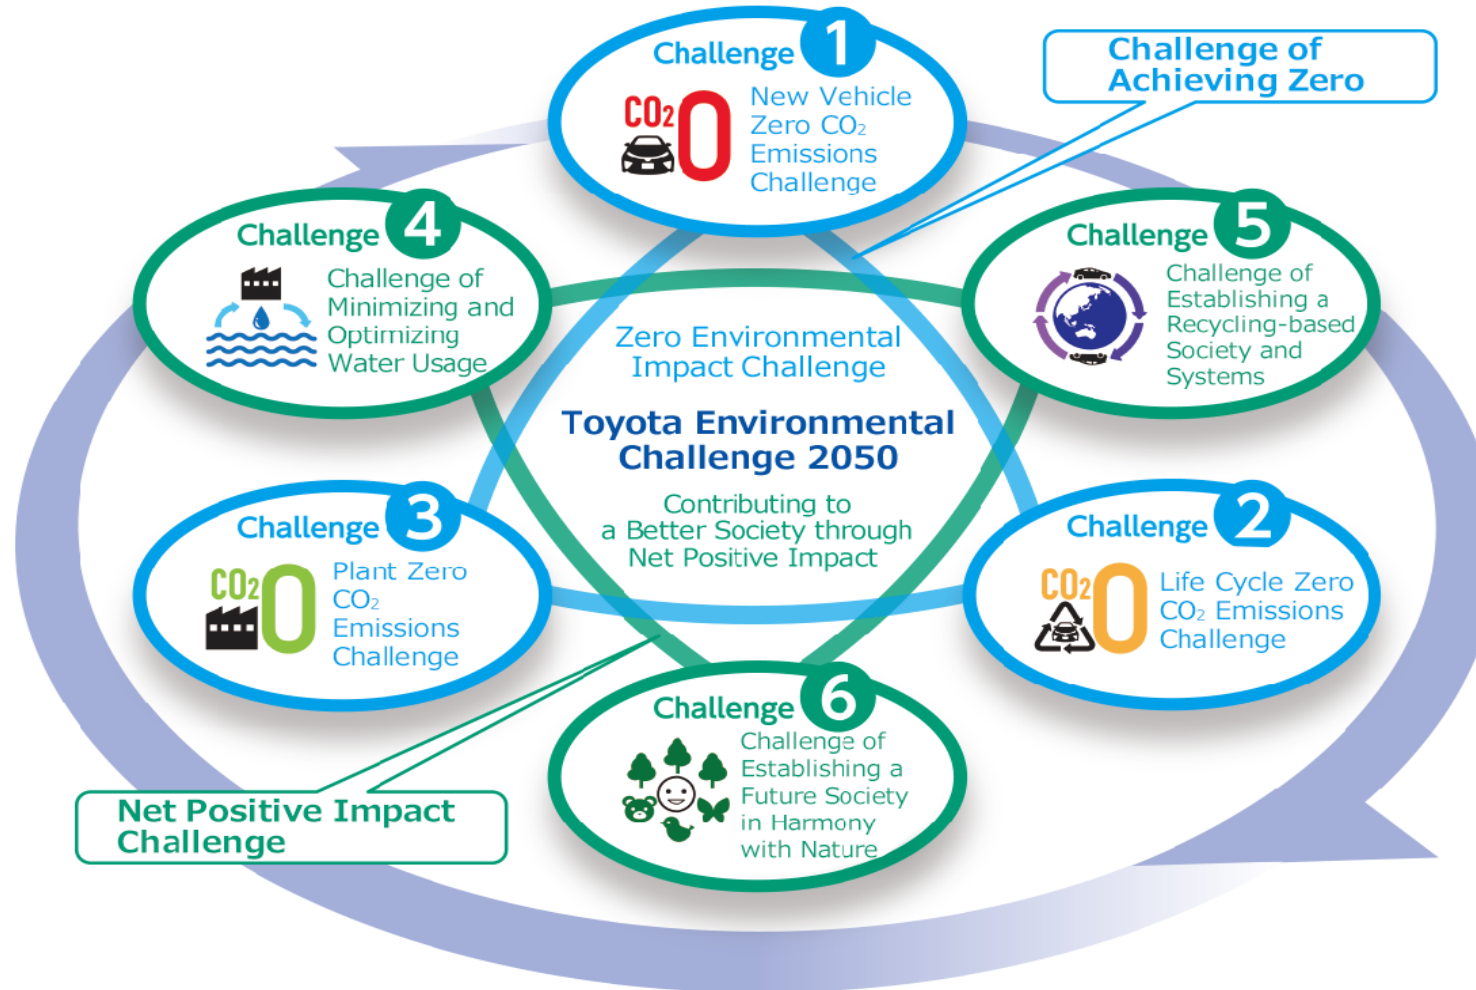 Challenge 1
CO₂ 0
New Vehicle
Zero CO₂
Emissions
Challenge
Challenge of
Achieving Zero
Challenge 4
Challenge of
Minimizing and
Optimizing
Water Usage
Challenge 5
Challenge of
Establishing a
Recycling-based
Society and
Systems
Zero Environmental
Impact Challenge
Toyota Environmental
Challenge 2050
Contributing to
a Better Society through
Net Positive Impact
Challenge 3
CO₂ 0
Plant Zero
CO₂
Emissions
Challenge
Challenge 2
CO₂ 0
Life Cycle Zero
CO₂ Emissions
Challenge
Challenge 6
Challenge of
Establishing a
Future Society
in Harmony
with Nature
Net Positive Impact
Challenge